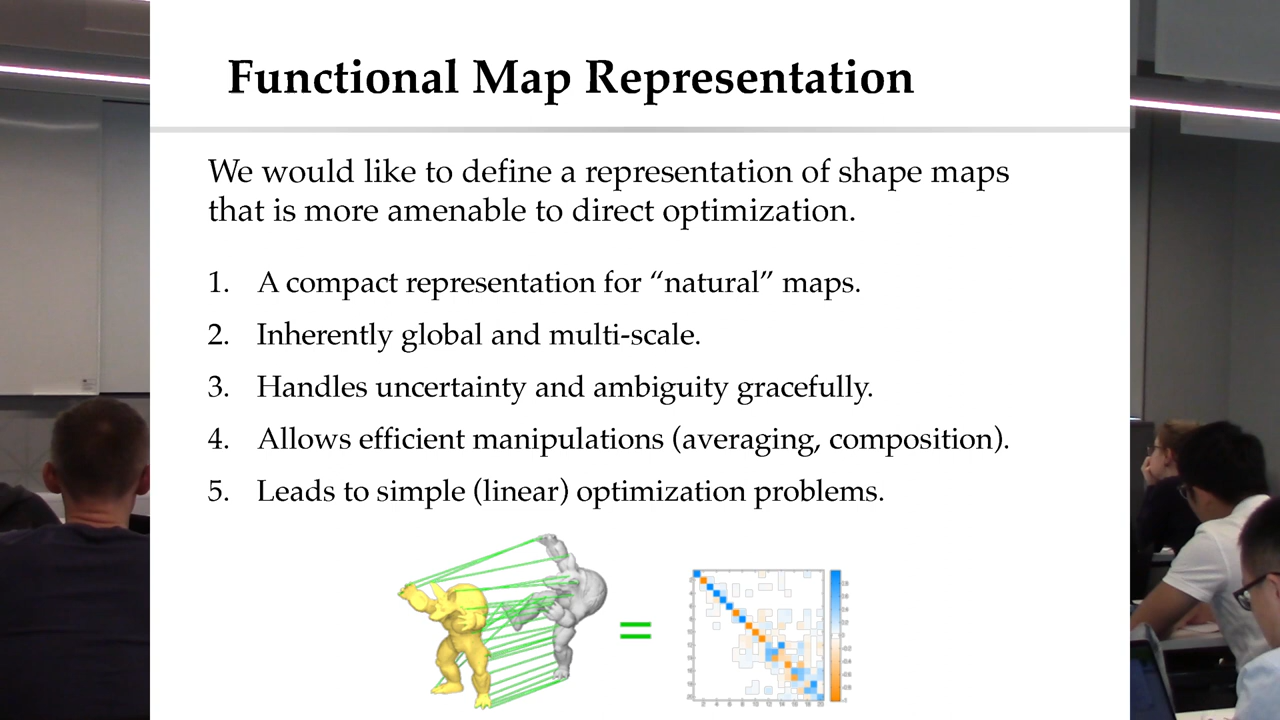 Functional Map Representation
We would like to define a representation of shape maps
that is more amenable to direct optimization.
1. A compact representation for “natural” maps.
2. Inherently global and multi-scale.
3. Handles uncertainty and ambiguity gracefully.
4. Allows efficient manipulations (averaging, composition).
5. Leads to simple (linear) optimization problems.
=